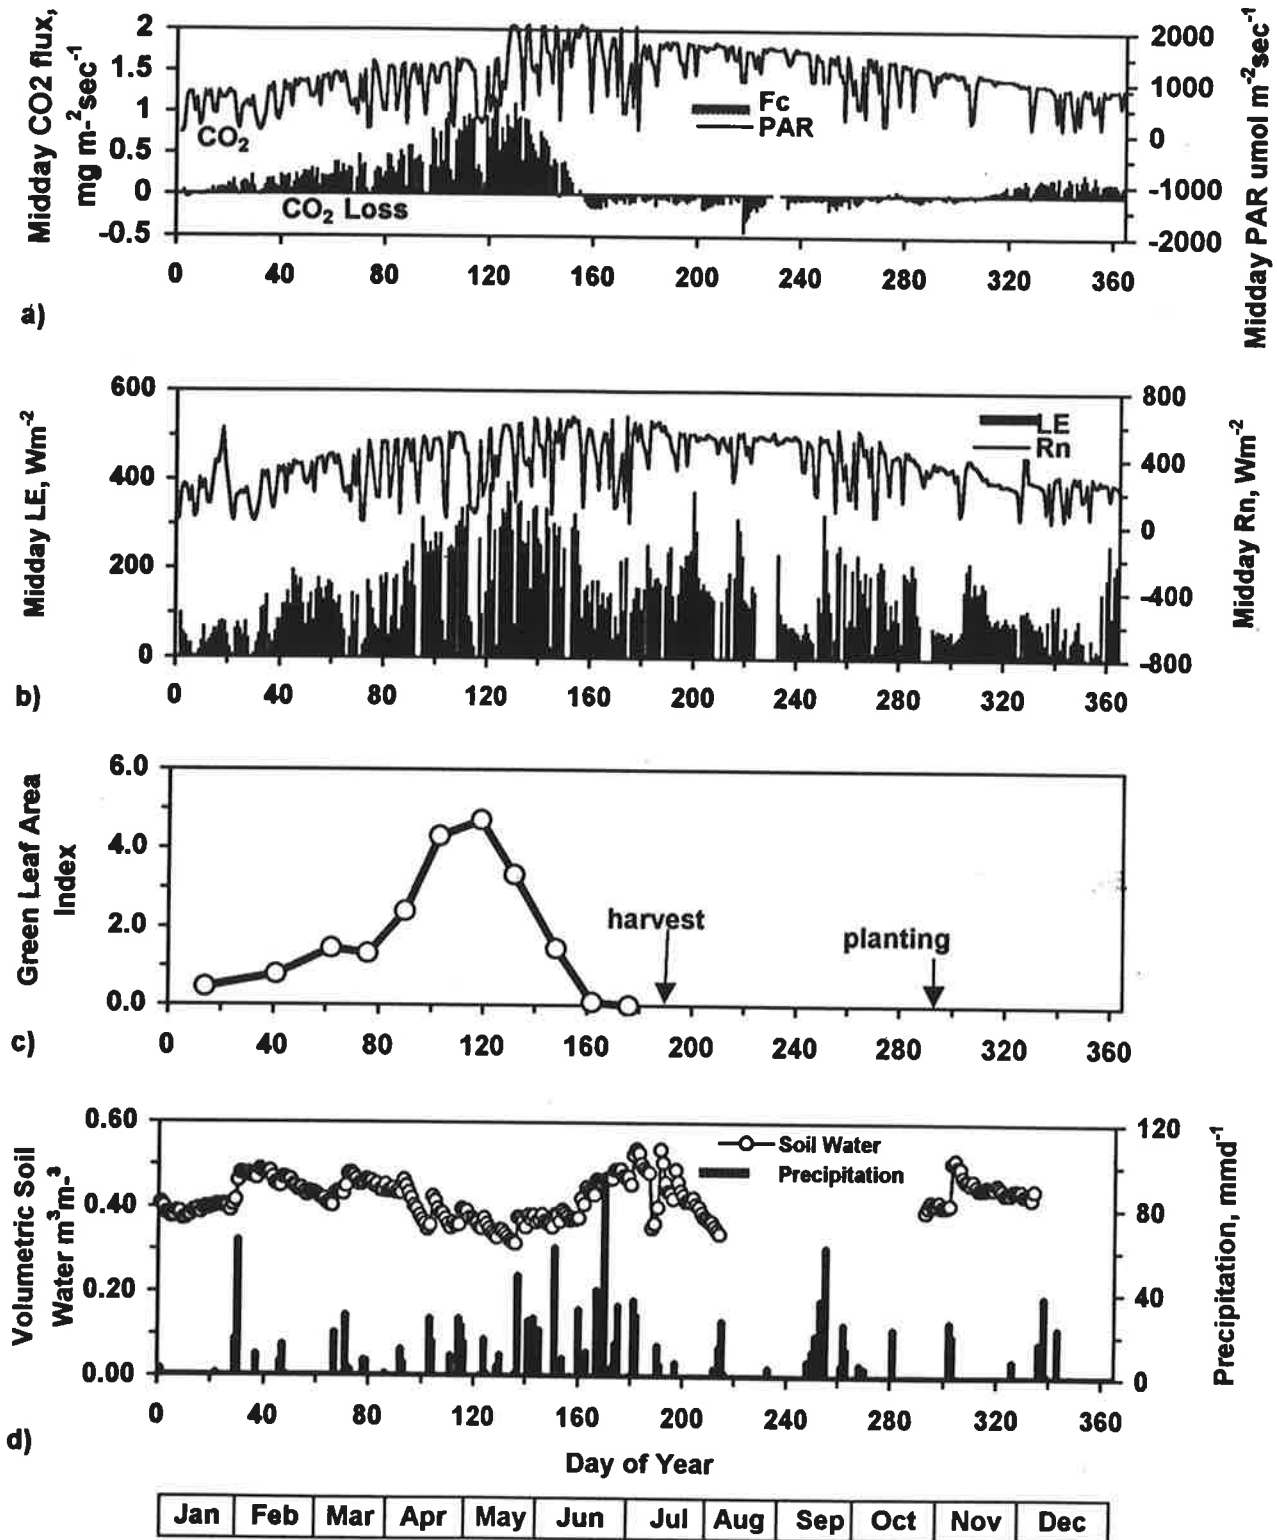 Midday CO2 flux,
mg m-²sec⁻¹
2
1.5
1
0.5
0
-0.5
CO₂
CO₂ Loss
Fc
PAR
2000
1000
0
-1000
-2000
Midday PAR umol m⁻²sec⁻¹
0 40 80 120 160 200 240 280 320 360
a)
Midday LE, Wm⁻²
600
400
200
0
LE
Rn
800
400
0
-400
-800
Midday Rn, Wm⁻²
0 40 80 120 160 200 240 280 320 360
b)
Green Leaf Area
Index
6.0
4.0
2.0
0.0
harvest
planting
0 40 80 120 160 200 240 280 320 360
c)
Volumetric Soil
Water m³m-³
0.60
0.40
0.20
0.00
Soil Water
Precipitation
120
80
40
0
Precipitation, mmd⁻¹
0 40 80 120 160 200 240 280 320 360
d)
Day of Year
Jan Feb Mar Apr May Jun Jul Aug Sep Oct Nov Dec